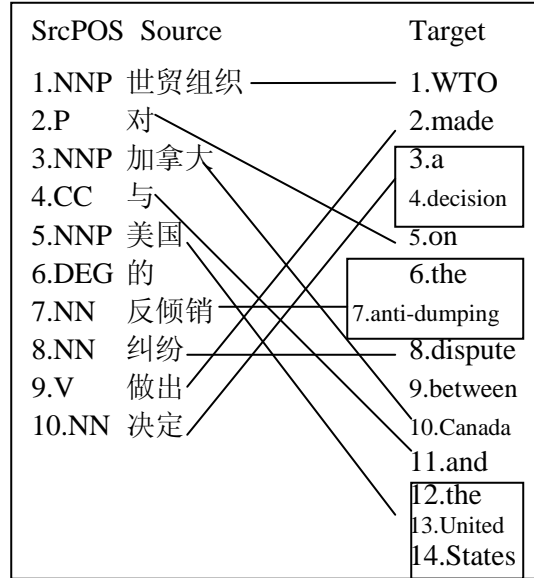 SrcPOS Source Target
1.NNP 世贸组织 1.WTO
2.P 对 2.made
3.NNP 加拿大 3.a
4.CC 与 4.decision
5.NNP 美国 5.on
6.DEG 的 6.the
7.NN 反倾销 7.anti-dumping
8.NN 纠纷 8.dispute
9.V 做出 9.between
10.NN 决定 10.Canada
11.and
12.the
13.United
14.States